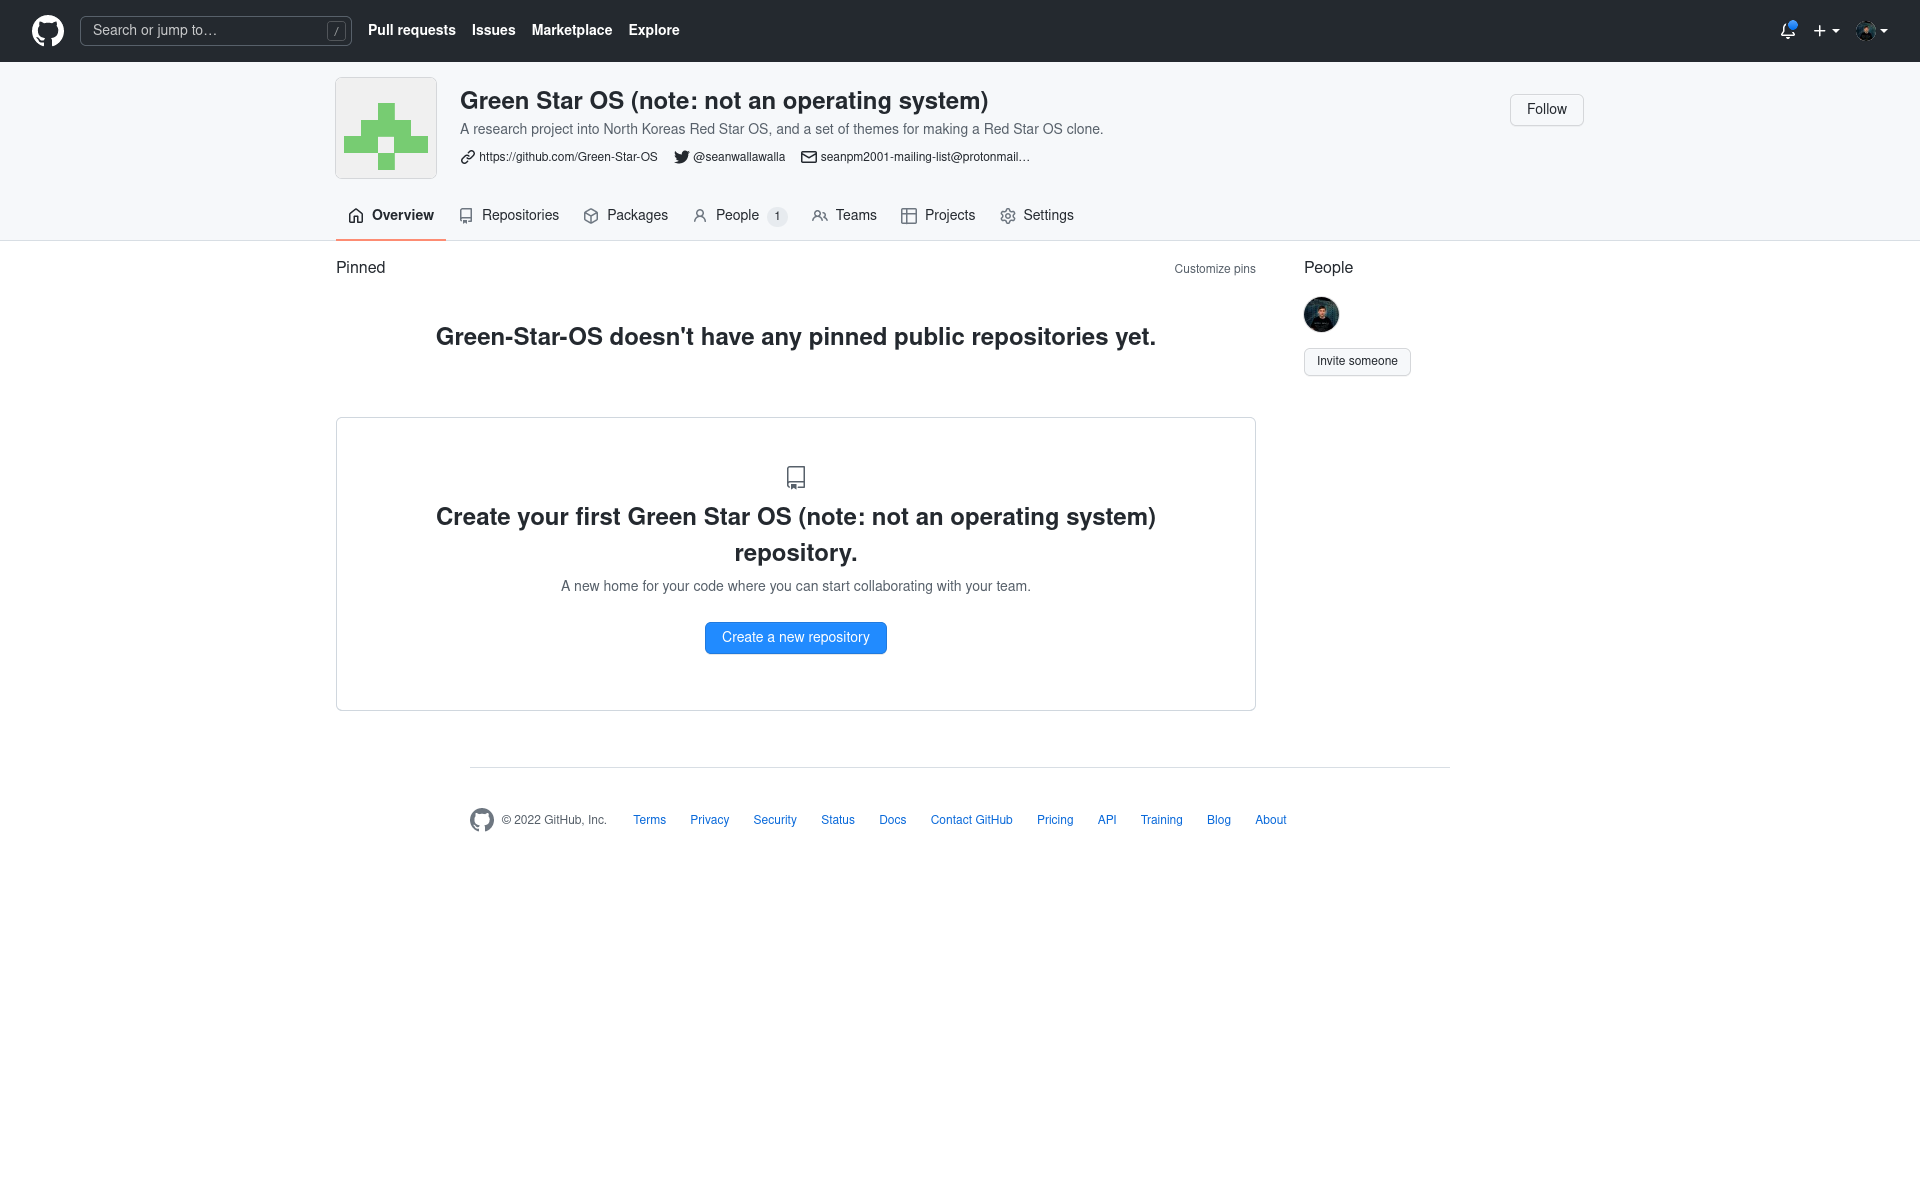 Search or jump to… /
Pull requests Issues Marketplace Explore
Green Star OS (note: not an operating system)
A research project into North Koreas Red Star OS, and a set of themes for making a Red Star OS clone.
https://github.com/Green-Star-OS @seanwallawalla seanpm2001-mailing-list@protonmail…
Follow
Overview Repositories Packages People 1 Teams Projects Settings
Pinned
Customize pins
Green-Star-OS doesn't have any pinned public repositories yet.
People
Invite someone
Create your first Green Star OS (note: not an operating system)
repository.
A new home for your code where you can start collaborating with your team.
Create a new repository
© 2022 GitHub, Inc. Terms Privacy Security Status Docs Contact GitHub Pricing API Training Blog About